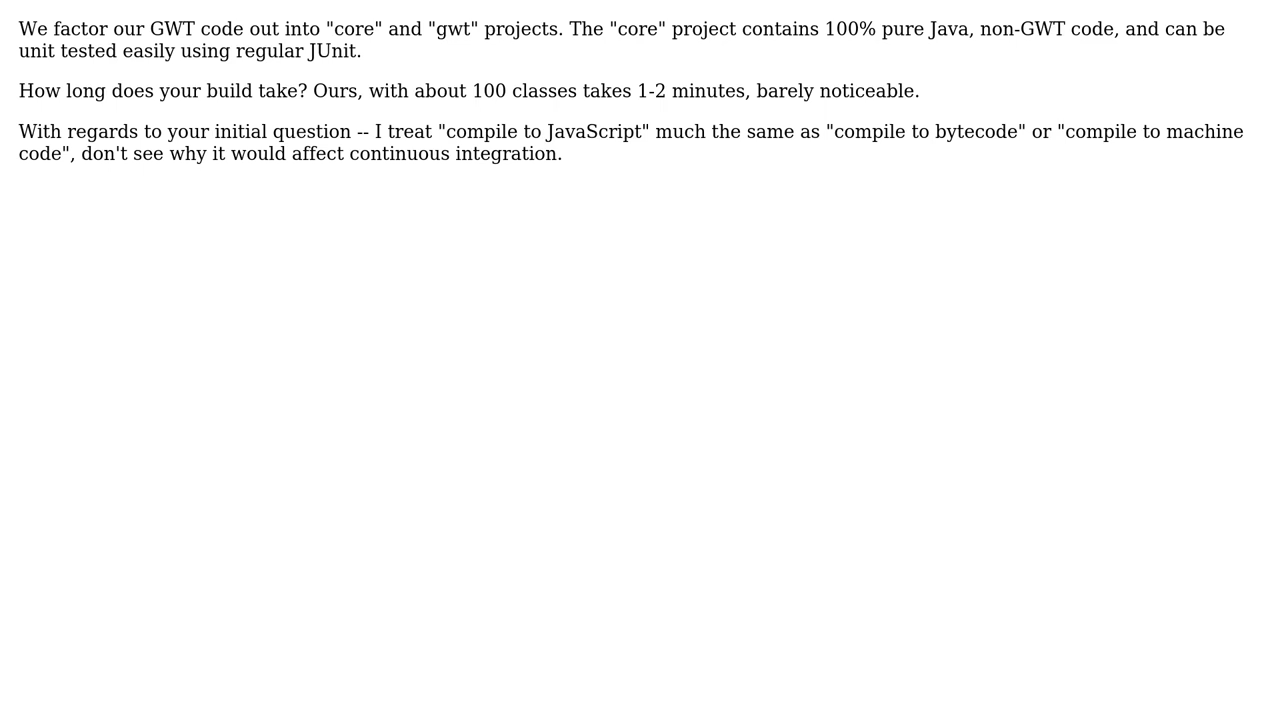 We factor our GWT code out into "core" and "gwt" projects. The "core" project contains 100% pure Java, non-GWT code, and can be
unit tested easily using regular JUnit.
How long does your build take? Ours, with about 100 classes takes 1-2 minutes, barely noticeable.
With regards to your initial question -- I treat "compile to JavaScript" much the same as "compile to bytecode" or "compile to machine
code", don't see why it would affect continuous integration.